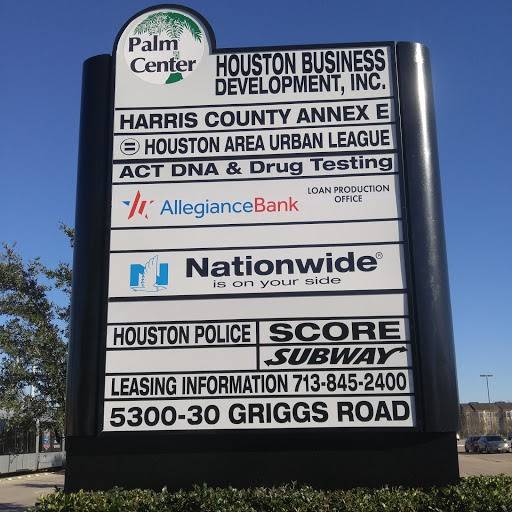 Palm
Center
HOUSTON BUSINESS
DEVELOPMENT, INC.
HARRIS COUNTY ANNEX E
HOUSTON AREA URBAN LEAGUE
ACT DNA & Drug Testing
AllegianceBank
LOAN PRODUCTION
OFFICE
N
Nationwide®
is on your side
HOUSTON POLICE
SCORE
SUBWAY
LEASING INFORMATION 713-845-2400
5300-30 GRIGGS ROAD